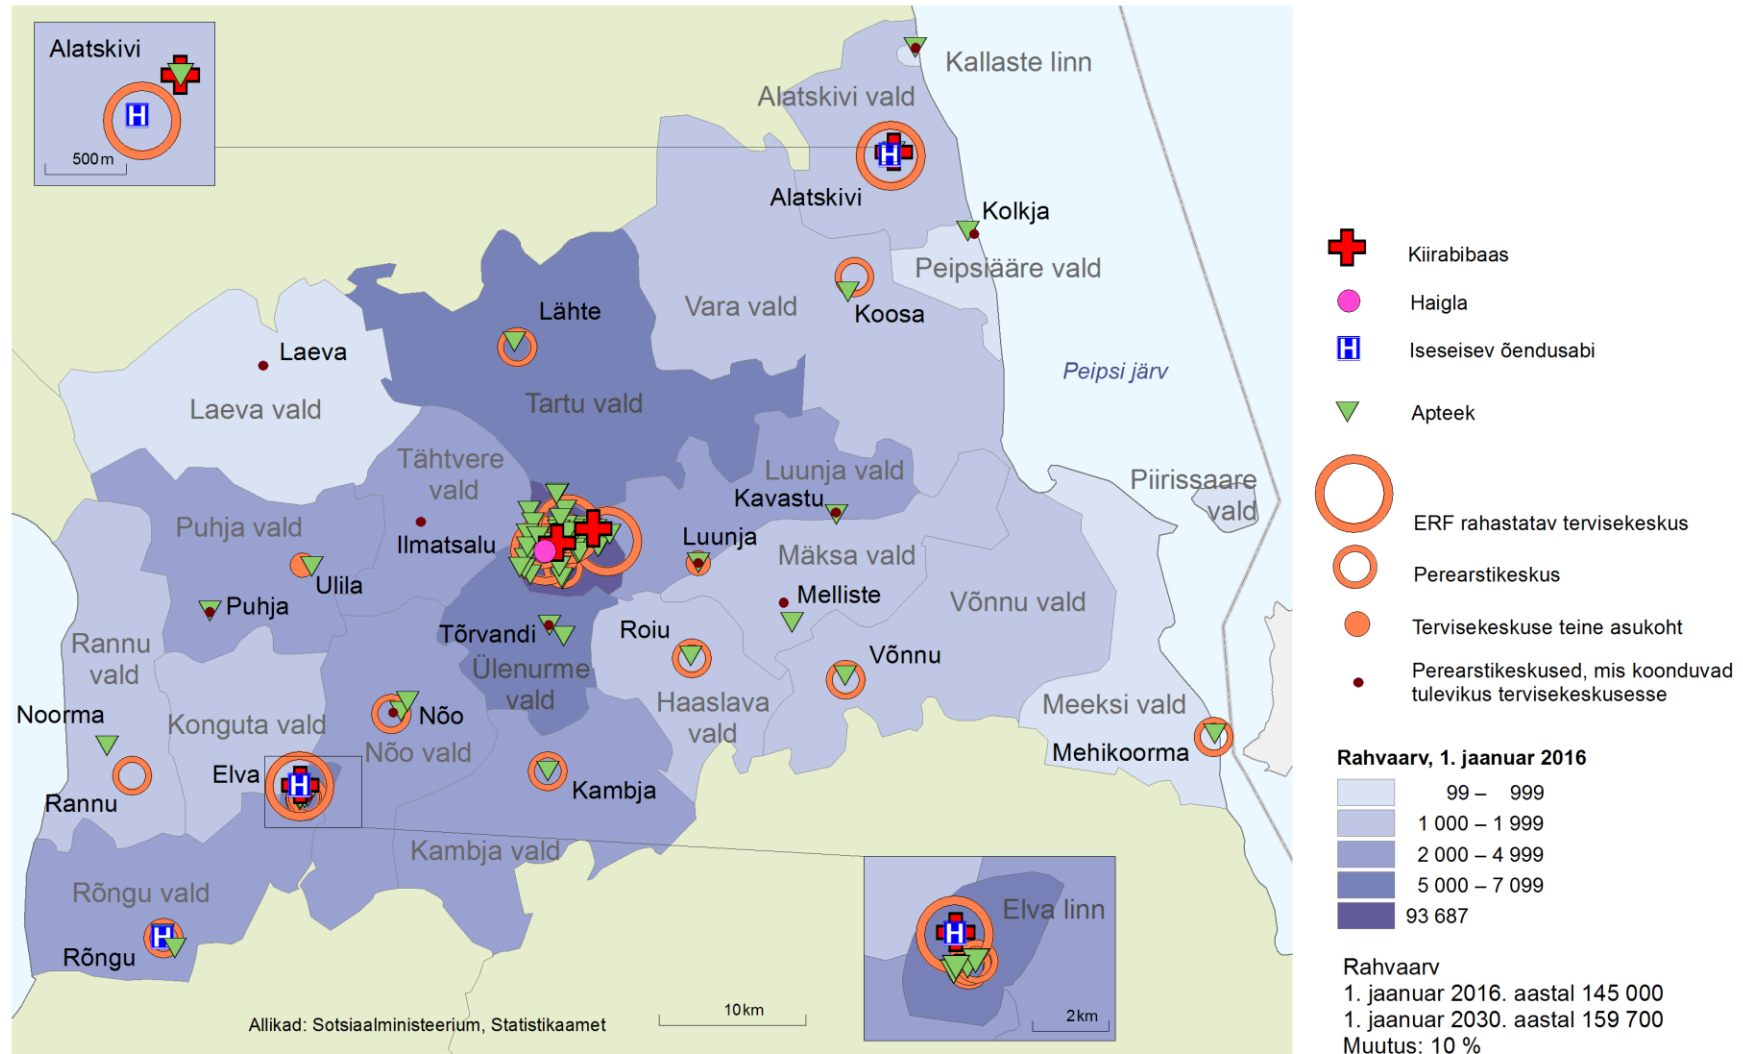 Alatskivi
500 m
Kallaste linn
Alatskivi vald
Alatskivi
Kolkja
Peipsiääre vald
Vara vald
Koosa
Lähte
Laeva
Laeva vald
Tartu vald
Peipsi järv
Tähtvere
vald
Luunja vald
Kavastu
Piirissaare
vald
Puhja vald
Ilmatsalu
Luunja
Mäksa vald
Ulila
Puhja
Melliste
Võnnu vald
Tõrvandi
Roiu
Võnnu
Rannu
vald
Ülenurme
vald
Haaslava
vald
Meeksi vald
Noorma
Konguta vald
Nõo
Nõo vald
Mehikoorma
Elva
Rannu
Kambja
Kambja vald
Rõngu vald
Rõngu
Elva linn
2 km
10 km
Allikad: Sotsiaalministeerium, Statistikaamet
H
H
H
H
H
Kiirabibaas
Haigla
H
Iseseisev õendusabi
Apteek
ERF rahastatav tervisekeskus
Perearstikeskus
Tervisekeskuse teine asukoht
Perearstikeskused, mis koonduvad
tulevikus tervisekeskusesse
Rahvaarv, 1. jaanuar 2016
99 – 999
1 000 – 1 999
2 000 – 4 999
5 000 – 7 099
93 687
Rahvaarv
1. jaanuar 2016. aastal 145 000
1. jaanuar 2030. aastal 159 700
Muutus: 10 %